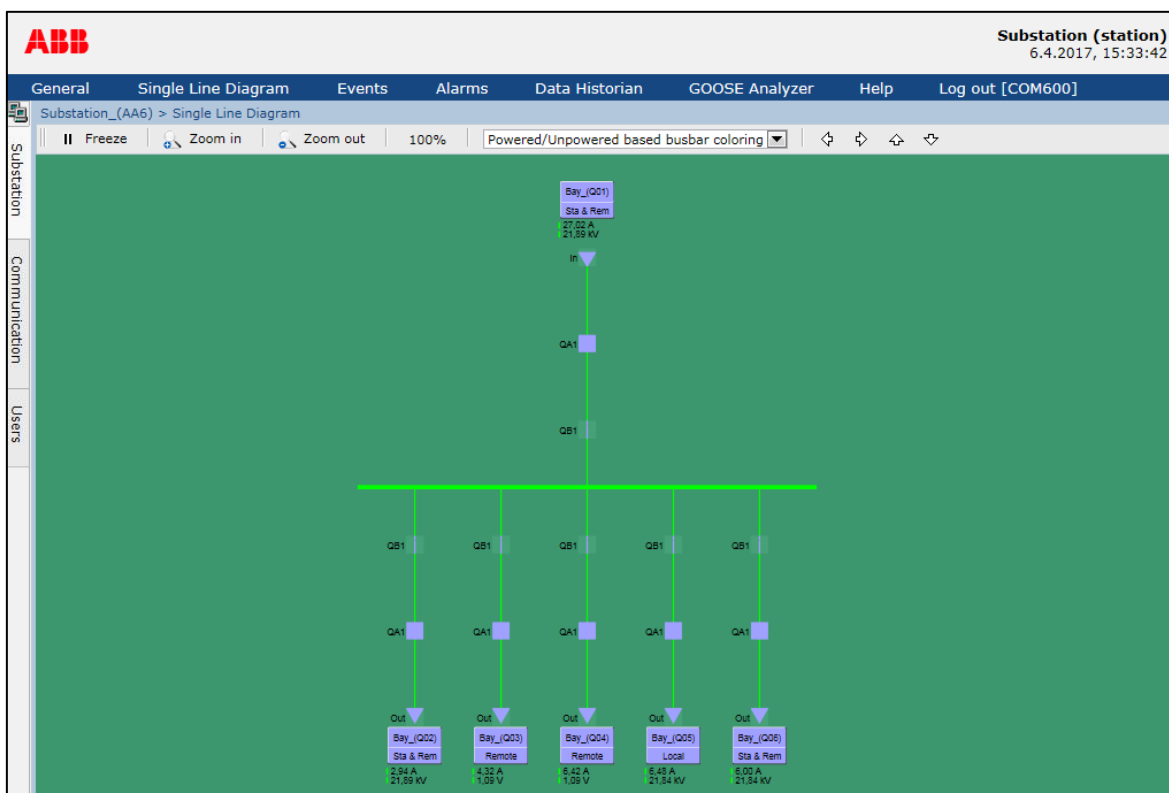 ABB
Substation (station)
6.4.2017, 15:33:42
General Single Line Diagram Events Alarms Data Historian GOOSE Analyzer Help Log out [COM600]
Substation_(AA6) > Single Line Diagram
Freeze Zoom in Zoom out 100% Powered/Unpowered based busbar coloring
Substation
Communication
Users
Bay_(Q01)
Sta & Rem
27,02 A
21,89 kV
In
QA1
QB1
QB1 QB1 QB1 QB1 QB1
QA1 QA1 QA1 QA1 QA1
Out Out Out Out Out
Bay_(Q02) Bay_(Q03) Bay_(Q04) Bay_(Q05) Bay_(Q06)
Sta & Rem Remote Remote Local Sta & Rem
2,94 A 4,32 A 6,42 A 6,48 A 6,00 A
21,89 kV 1,09 V 1,09 V 21,84 kV 21,84 kV